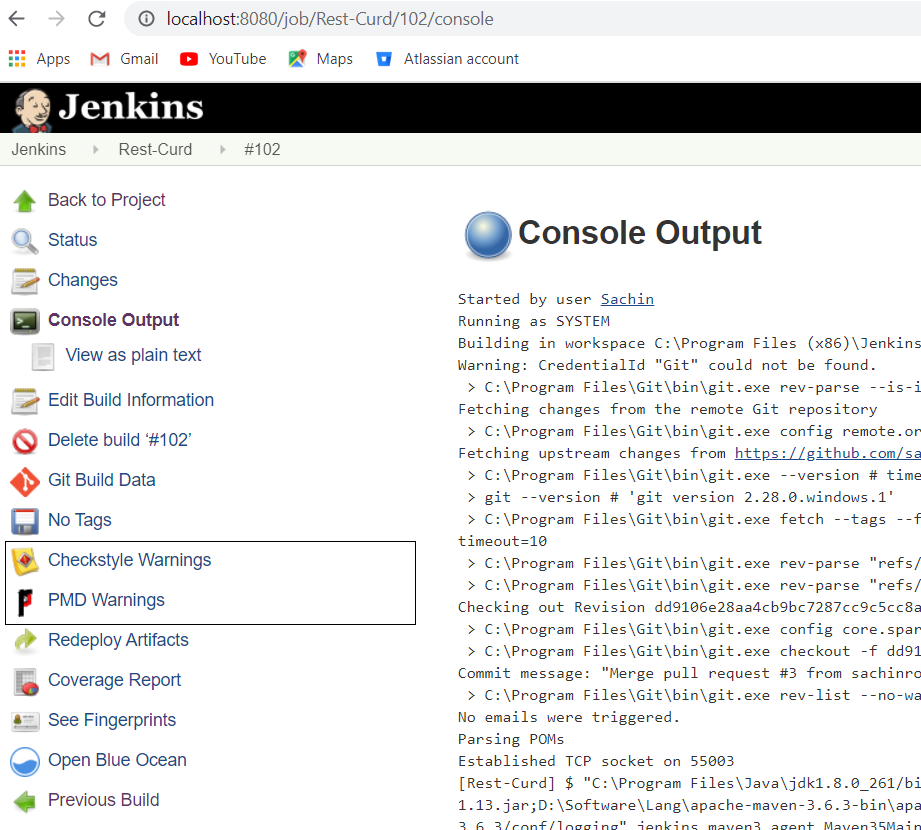 localhost:8080/job/Rest-Curd/102/console
Apps Gmail YouTube Maps Atlassian account
Jenkins
Jenkins Rest-Curd #102
Back to Project
Status
Changes
Console Output
View as plain text
Edit Build Information
Delete build ‘#102’
Git Build Data
No Tags
Checkstyle Warnings
PMD Warnings
Redeploy Artifacts
Coverage Report
See Fingerprints
Open Blue Ocean
Previous Build
Console Output
Started by user Sachin
Running as SYSTEM
Building in workspace C:\Program Files (x86)\Jenkins
Warning: CredentialId "Git" could not be found.
> C:\Program Files\Git\bin\git.exe rev-parse --is-i
Fetching changes from the remote Git repository
> C:\Program Files\Git\bin\git.exe config remote.or
Fetching upstream changes from https://github.com/sa
> C:\Program Files\Git\bin\git.exe --version # time
> git --version # 'git version 2.28.0.windows.1'
> C:\Program Files\Git\bin\git.exe fetch --tags --f
timeout=10
> C:\Program Files\Git\bin\git.exe rev-parse "refs/
> C:\Program Files\Git\bin\git.exe rev-parse "refs/
Checking out Revision dd9106e28aa4cb9bc7287cc9c5cc8a
> C:\Program Files\Git\bin\git.exe config core.spar
> C:\Program Files\Git\bin\git.exe checkout -f dd91
Commit message: "Merge pull request #3 from sachinro
> C:\Program Files\Git\bin\git.exe rev-list --no-wa
No emails were triggered.
Parsing POMs
Established TCP socket on 55003
[Rest-Curd] $ "C:\Program Files\Java\jdk1.8.0_261/bi
1.13.jar;D:\Software\Lang\apache-maven-3.6.3-bin\apa
3.6.3/conf/logging" jenkins.maven3.agent.Maven35Main